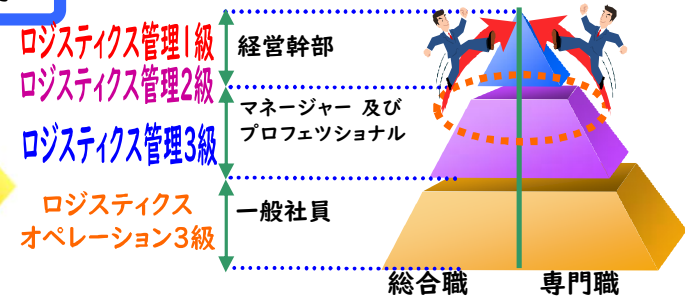 ロジスティクス管理1級
ロジスティクス管理2級
ロジスティクス管理3級
ロジスティクス
オペレーション3級
経営幹部
マネージャー 及び
プロフェツショナル
一般社員
総合職
専門職